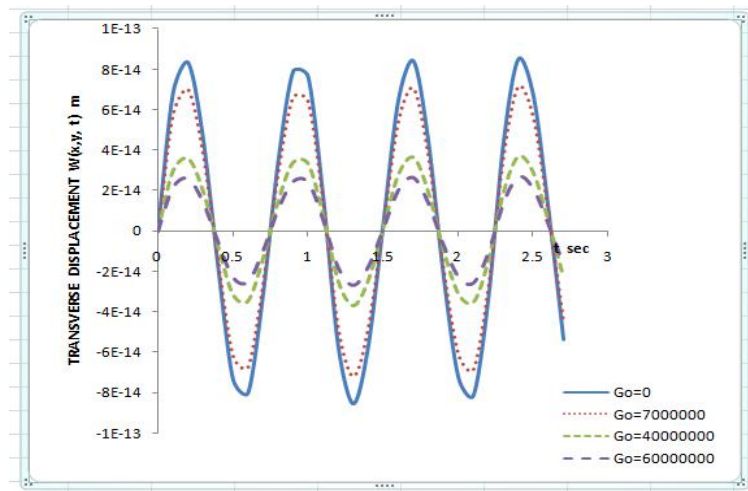 1E-13
8E-14
6E-14
4E-14
2E-14
0
-2E-14
-4E-14
-6E-14
-8E-14
-1E-13
TRANSVERSE DISPLACEMENT W(x,y, t) m
0
0.5
1
1.5
2
2.5
3
t sec
Go=0
Go=7000000
Go=40000000
Go=60000000